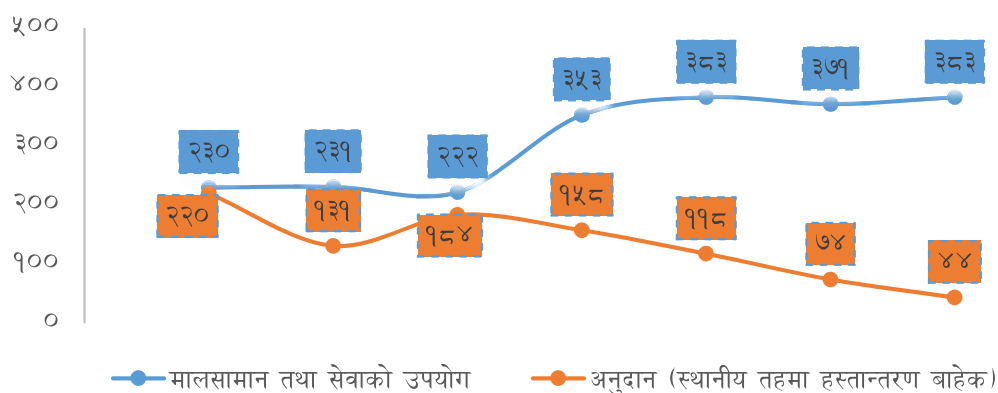 ५००
४००
३००
२००
१००
०
२३० २३१ २२२ ३५३ ३८३ ३७१ ३८३
२२० १३१ १८४ १५८ ११८ ७४ ४४
मालसामान तथा सेवाको उपयोग अनुदान (स्थानीय तहमा हस्तान्तरण बाहेक)